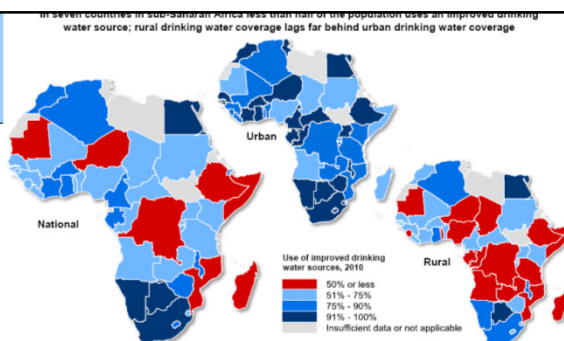 In seven countries in sub-Saharan Africa less than half of the population uses an improved drinking
water source; rural drinking water coverage lags far behind urban drinking water coverage
Urban
National
Rural
Use of improved drinking
water sources, 2010
50% or less
51% - 75%
75% - 90%
91% - 100%
Insufficient data or not applicable